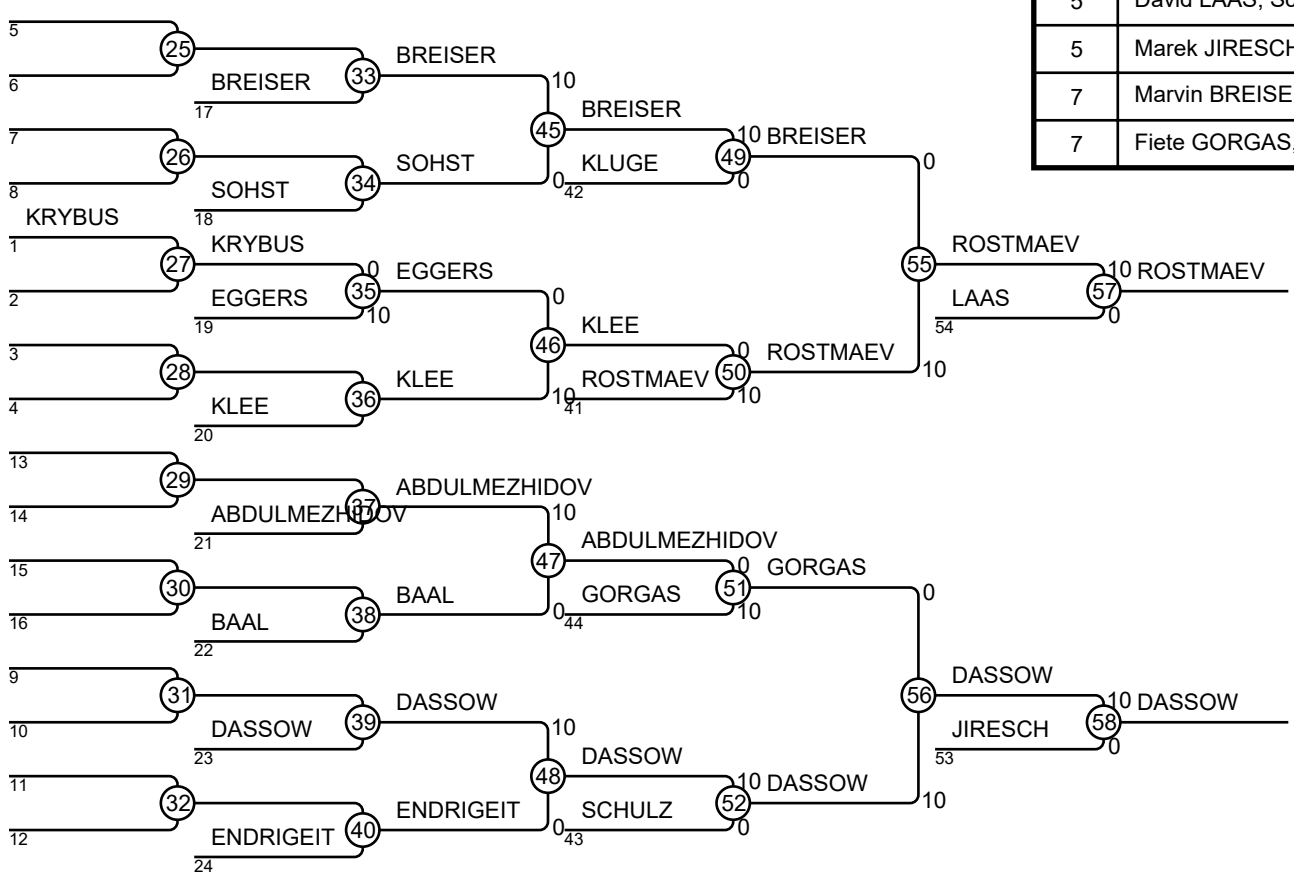 5 David LAAS, S
5 Marek JIRESCH
7 Marvin BREISE
7 Fiete GORGAS,
5
25
BREISER
6
BREISER
33
10
17
BREISER
7
45
10 BREISER
26
SOHST
KLUGE
49
0
8
SOHST
34
0
42
0
KRYBUS
18
1
KRYBUS
ROSTMAEV
27
0
EGGERS
55
10 ROSTMAEV
2
EGGERS
35
0
LAAS
57
19
10
KLEE
54
0
3
46
0
ROSTMAEV
28
KLEE
ROSTMAEV
50
10
4
KLEE
36
10
41
10
20
13
29
ABDULMEZHIDOV
14
ABDULMEZHIDOV
37
10
21
ABDULMEZHIDOV
15
47
0
GORGAS
30
BAAL
GORGAS
51
0
16
BAAL
38
0
44
10
22
9
DASSOW
31
DASSOW
56
10 DASSOW
10
DASSOW
39
10
JIRESCH
58
23
DASSOW
53
0
11
48
10 DASSOW
32
ENDRIGEIT
SCHULZ
52
10
12
ENDRIGEIT
40
0
43
0
24